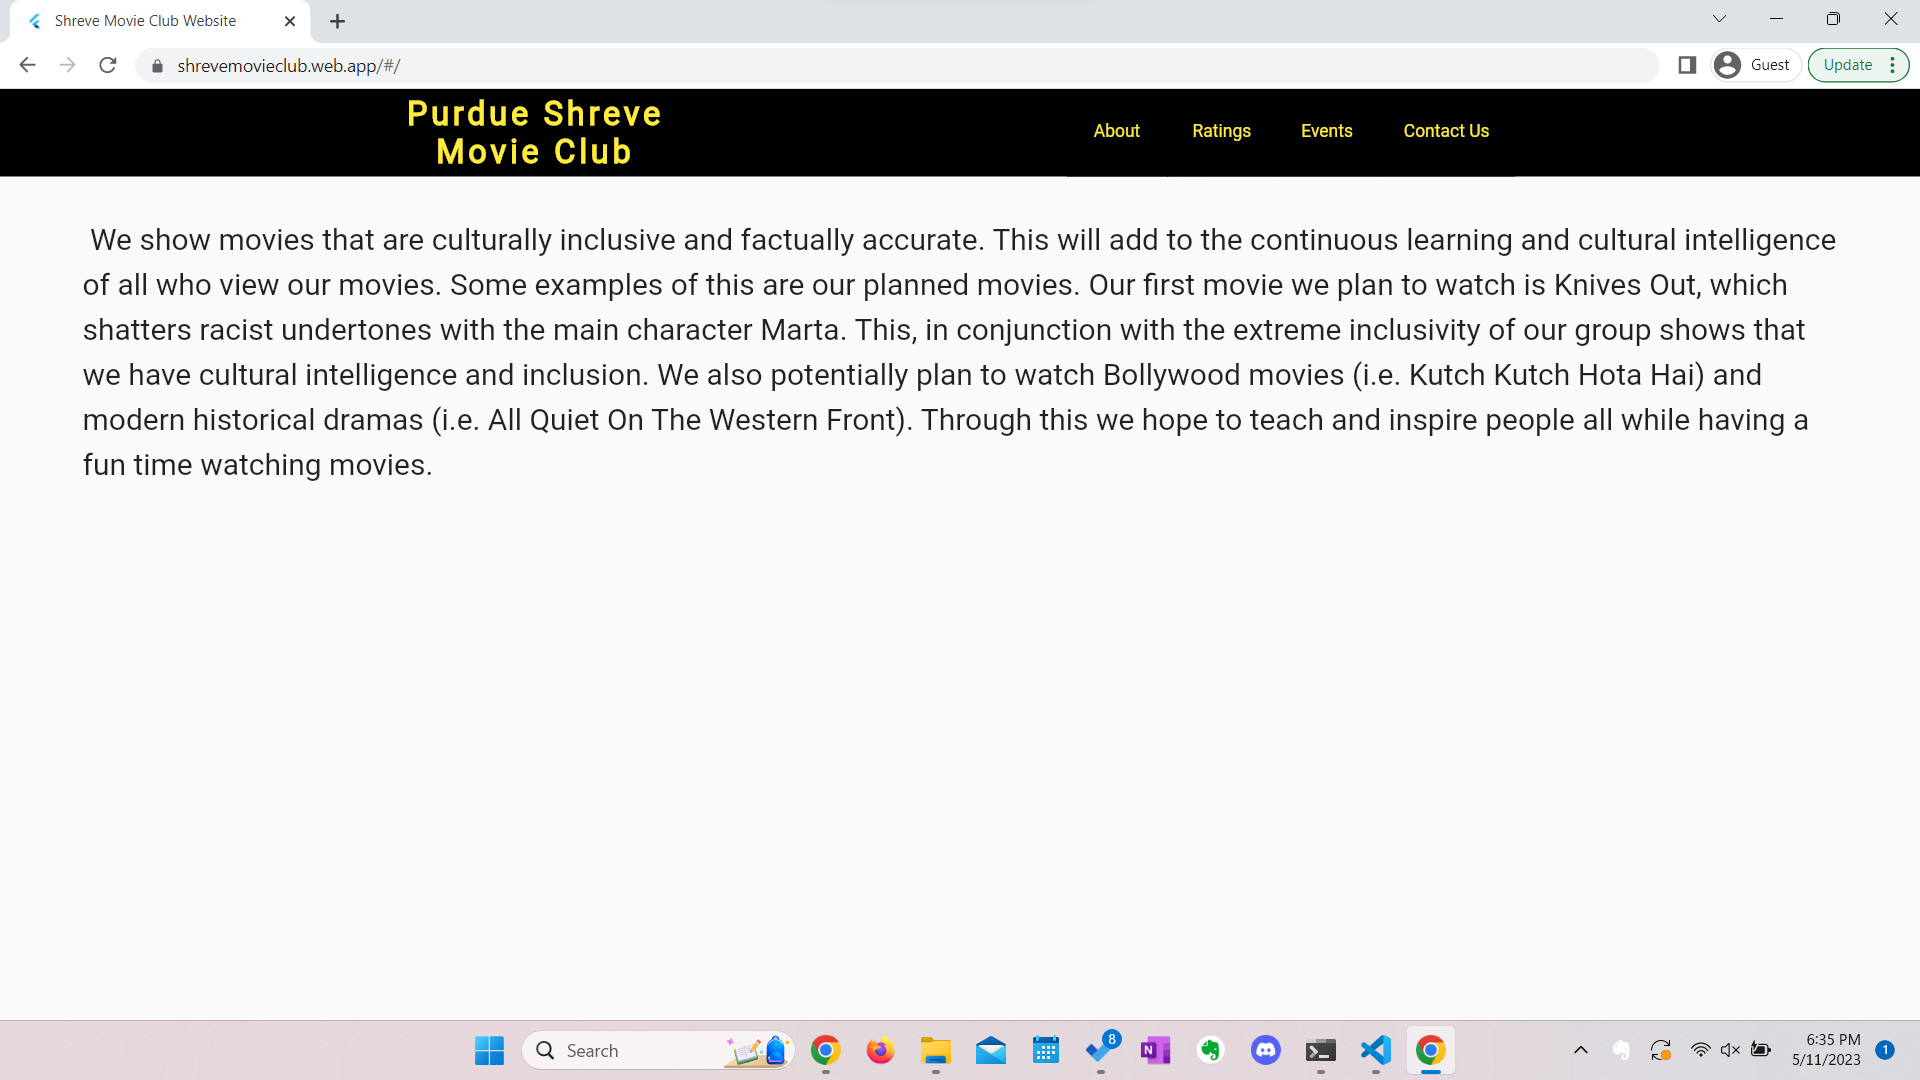 Shreve Movie Club Website
shrevemovieclub.web.app/#/
Guest
Update
Purdue Shreve
Movie Club
About
Ratings
Events
Contact Us
We show movies that are culturally inclusive and factually accurate. This will add to the continuous learning and cultural intelligence
of all who view our movies. Some examples of this are our planned movies. Our first movie we plan to watch is Knives Out, which
shatters racist undertones with the main character Marta. This, in conjunction with the extreme inclusivity of our group shows that
we have cultural intelligence and inclusion. We also potentially plan to watch Bollywood movies (i.e. Kutch Kutch Hota Hai) and
modern historical dramas (i.e. All Quiet On The Western Front). Through this we hope to teach and inspire people all while having a
fun time watching movies.
Search
8
N
6:35 PM
5/11/2023
1